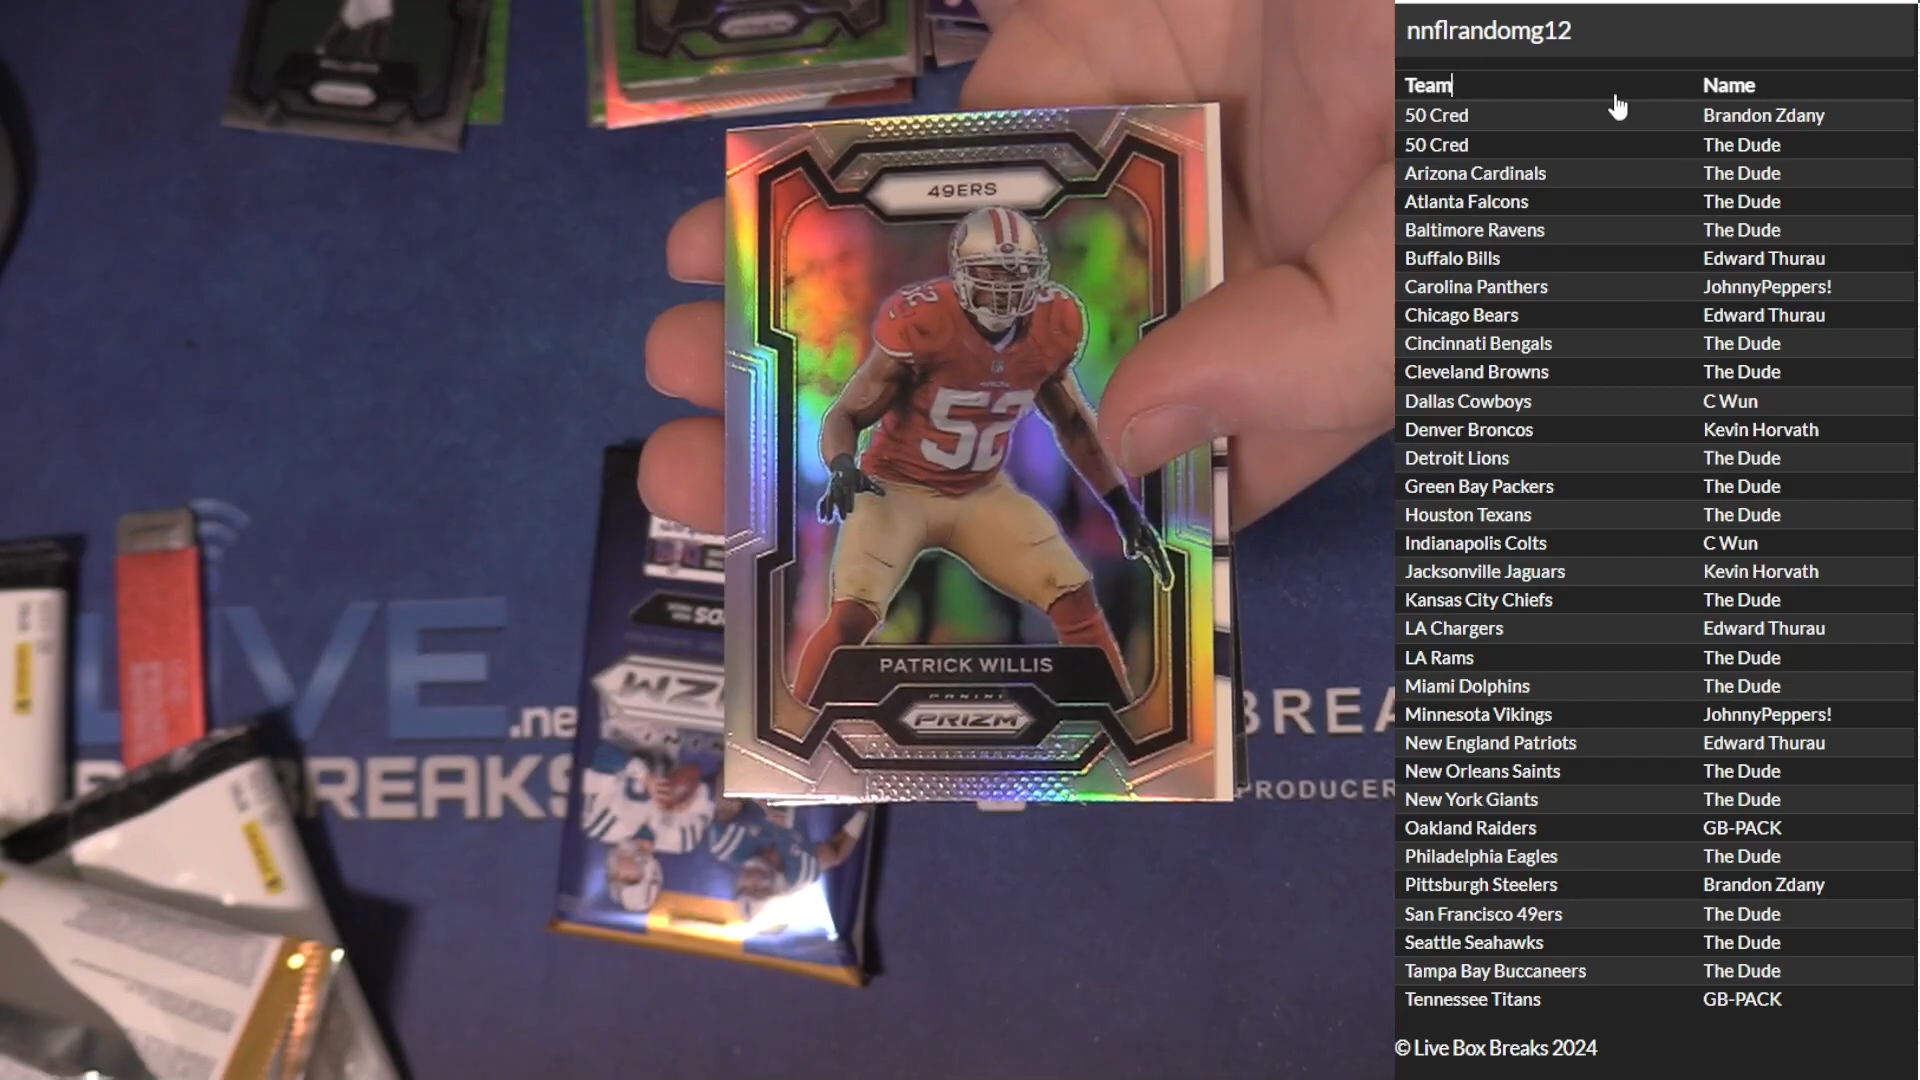 nnflrandomg12
Team Name
50 Cred Brandon Zdany
50 Cred The Dude
Arizona Cardinals The Dude
Atlanta Falcons The Dude
Baltimore Ravens The Dude
Buffalo Bills Edward Thurau
Carolina Panthers JohnnyPeppers!
Chicago Bears Edward Thurau
Cincinnati Bengals The Dude
Cleveland Browns The Dude
Dallas Cowboys C Wun
Denver Broncos Kevin Horvath
Detroit Lions The Dude
Green Bay Packers The Dude
Houston Texans The Dude
Indianapolis Colts C Wun
Jacksonville Jaguars Kevin Horvath
Kansas City Chiefs The Dude
LA Chargers Edward Thurau
LA Rams The Dude
Miami Dolphins The Dude
Minnesota Vikings JohnnyPeppers!
New England Patriots Edward Thurau
New Orleans Saints The Dude
New York Giants The Dude
Oakland Raiders GB-PACK
Philadelphia Eagles The Dude
Pittsburgh Steelers Brandon Zdany
San Francisco 49ers The Dude
Seattle Seahawks The Dude
Tampa Bay Buccaneers The Dude
Tennessee Titans GB-PACK
© Live Box Breaks 2024
49ERS
52
52
PATRICK WILLIS
PANINI
PRIZM
LIVE
.ne
BREAKS
BREA
PRODUCER